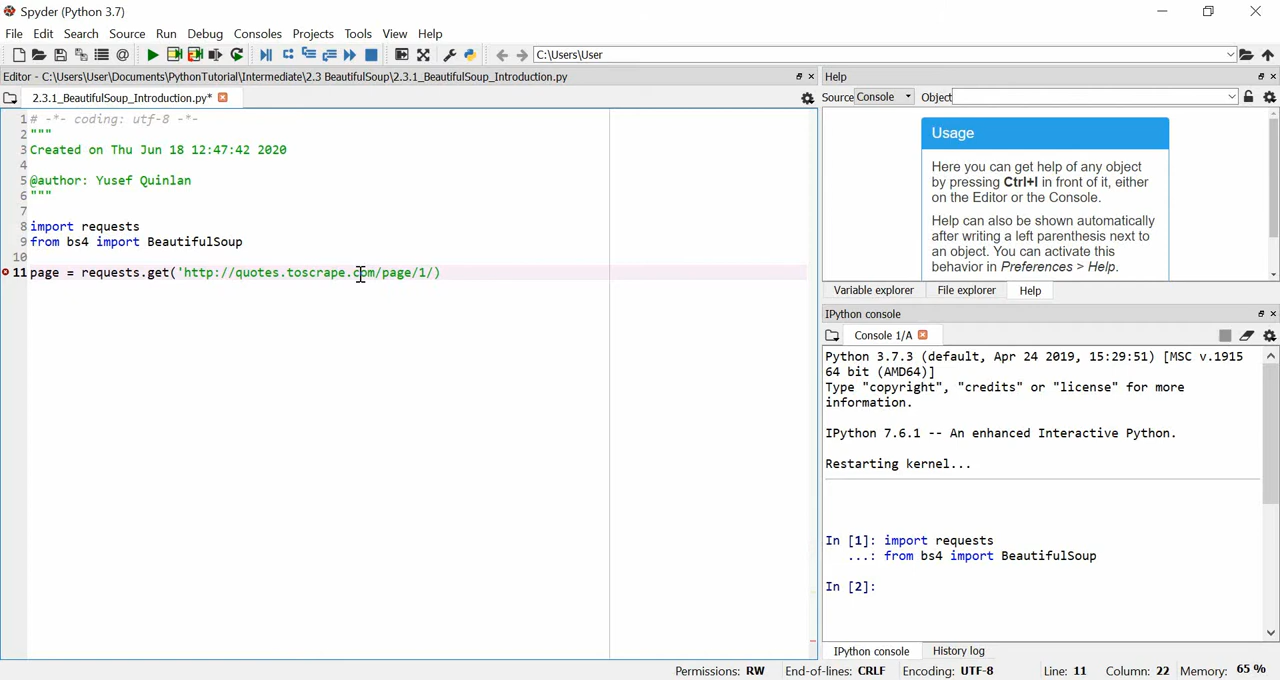 Spyder (Python 3.7)
File Edit Search Source Run Debug Consoles Projects Tools View Help
C:\Users\User
Editor - C:\Users\User\Documents\PythonTutorial\Intermediate\2.3 BeautifulSoup\2.3.1_BeautifulSoup_Introduction.py
Help
2.3.1_BeautifulSoup_Introduction.py*
Source Console Object
1 # -*- coding: utf-8 -*-
2 """
3 Created on Thu Jun 18 12:47:42 2020
4
5 @author: Yusef Quinlan
6 """
7
8 import requests
9 from bs4 import BeautifulSoup
10
11 page = requests.get('http://quotes.toscrape.com/page/1/)
Usage
Here you can get help of any object
by pressing Ctrl+I in front of it, either
on the Editor or the Console.
Help can also be shown automatically
after writing a left parenthesis next to
an object. You can activate this
behavior in Preferences > Help.
Variable explorer File explorer Help
IPython console
Console 1/A
Python 3.7.3 (default, Apr 24 2019, 15:29:51) [MSC v.1915
64 bit (AMD64)]
Type "copyright", "credits" or "license" for more
information.
IPython 7.6.1 -- An enhanced Interactive Python.
Restarting kernel...
In [1]: import requests
...: from bs4 import BeautifulSoup
In [2]:
IPython console History log
Permissions: RW End-of-lines: CRLF Encoding: UTF-8 Line: 11 Column: 22 Memory: 65 %